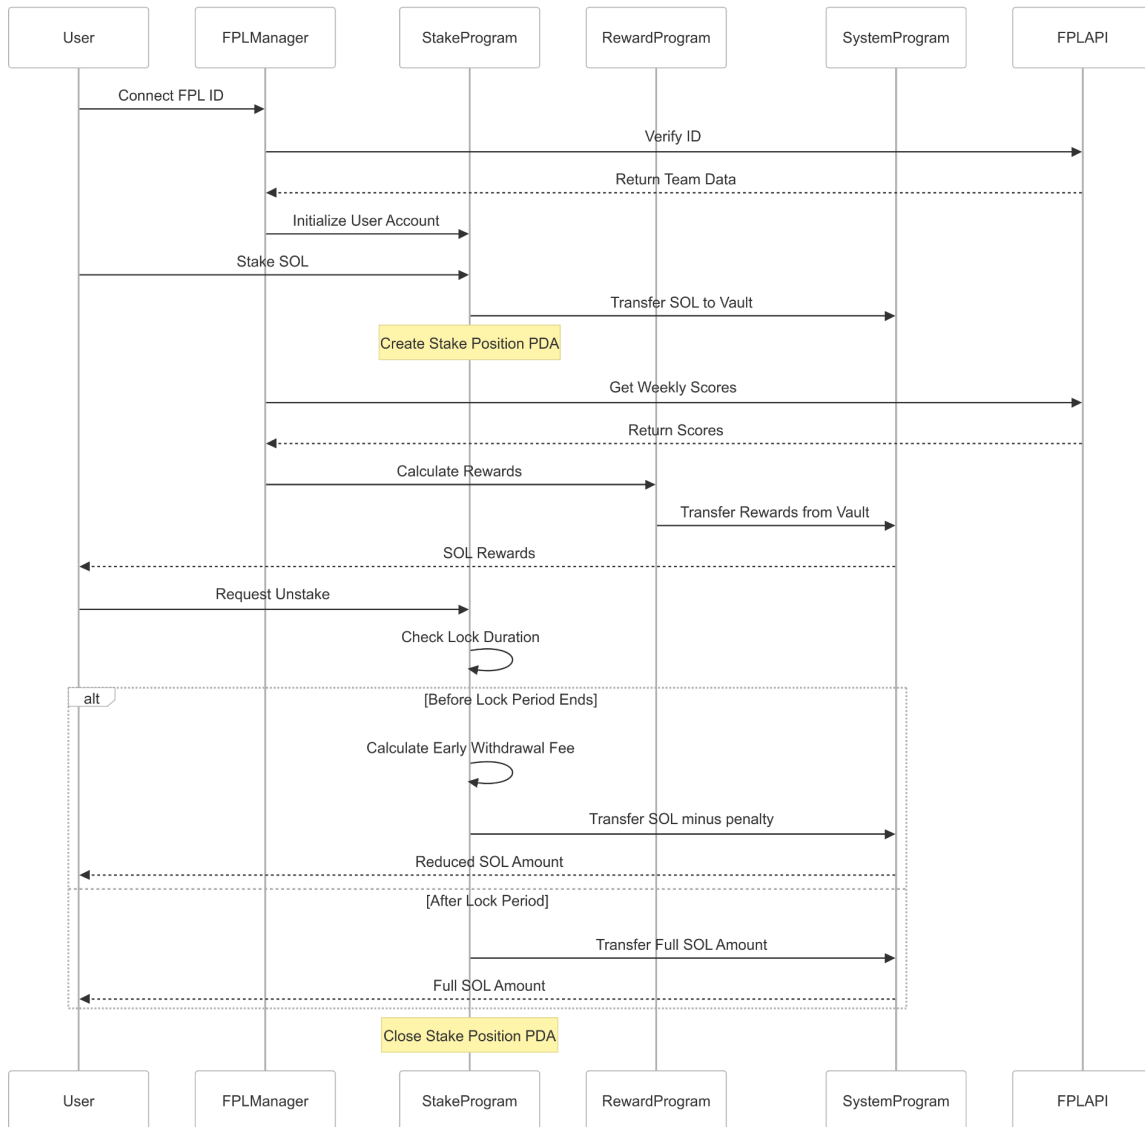 User
FPLManager
StakeProgram
RewardProgram
SystemProgram
FPLAPI
Connect FPL ID
Verify ID
Return Team Data
Initialize User Account
Stake SOL
Transfer SOL to Vault
Create Stake Position PDA
Get Weekly Scores
Return Scores
Calculate Rewards
Transfer Rewards from Vault
SOL Rewards
Request Unstake
Check Lock Duration
alt
[Before Lock Period Ends]
Calculate Early Withdrawal Fee
Transfer SOL minus penalty
Reduced SOL Amount
[After Lock Period]
Transfer Full SOL Amount
Full SOL Amount
Close Stake Position PDA
User
FPLManager
StakeProgram
RewardProgram
SystemProgram
FPLAPI